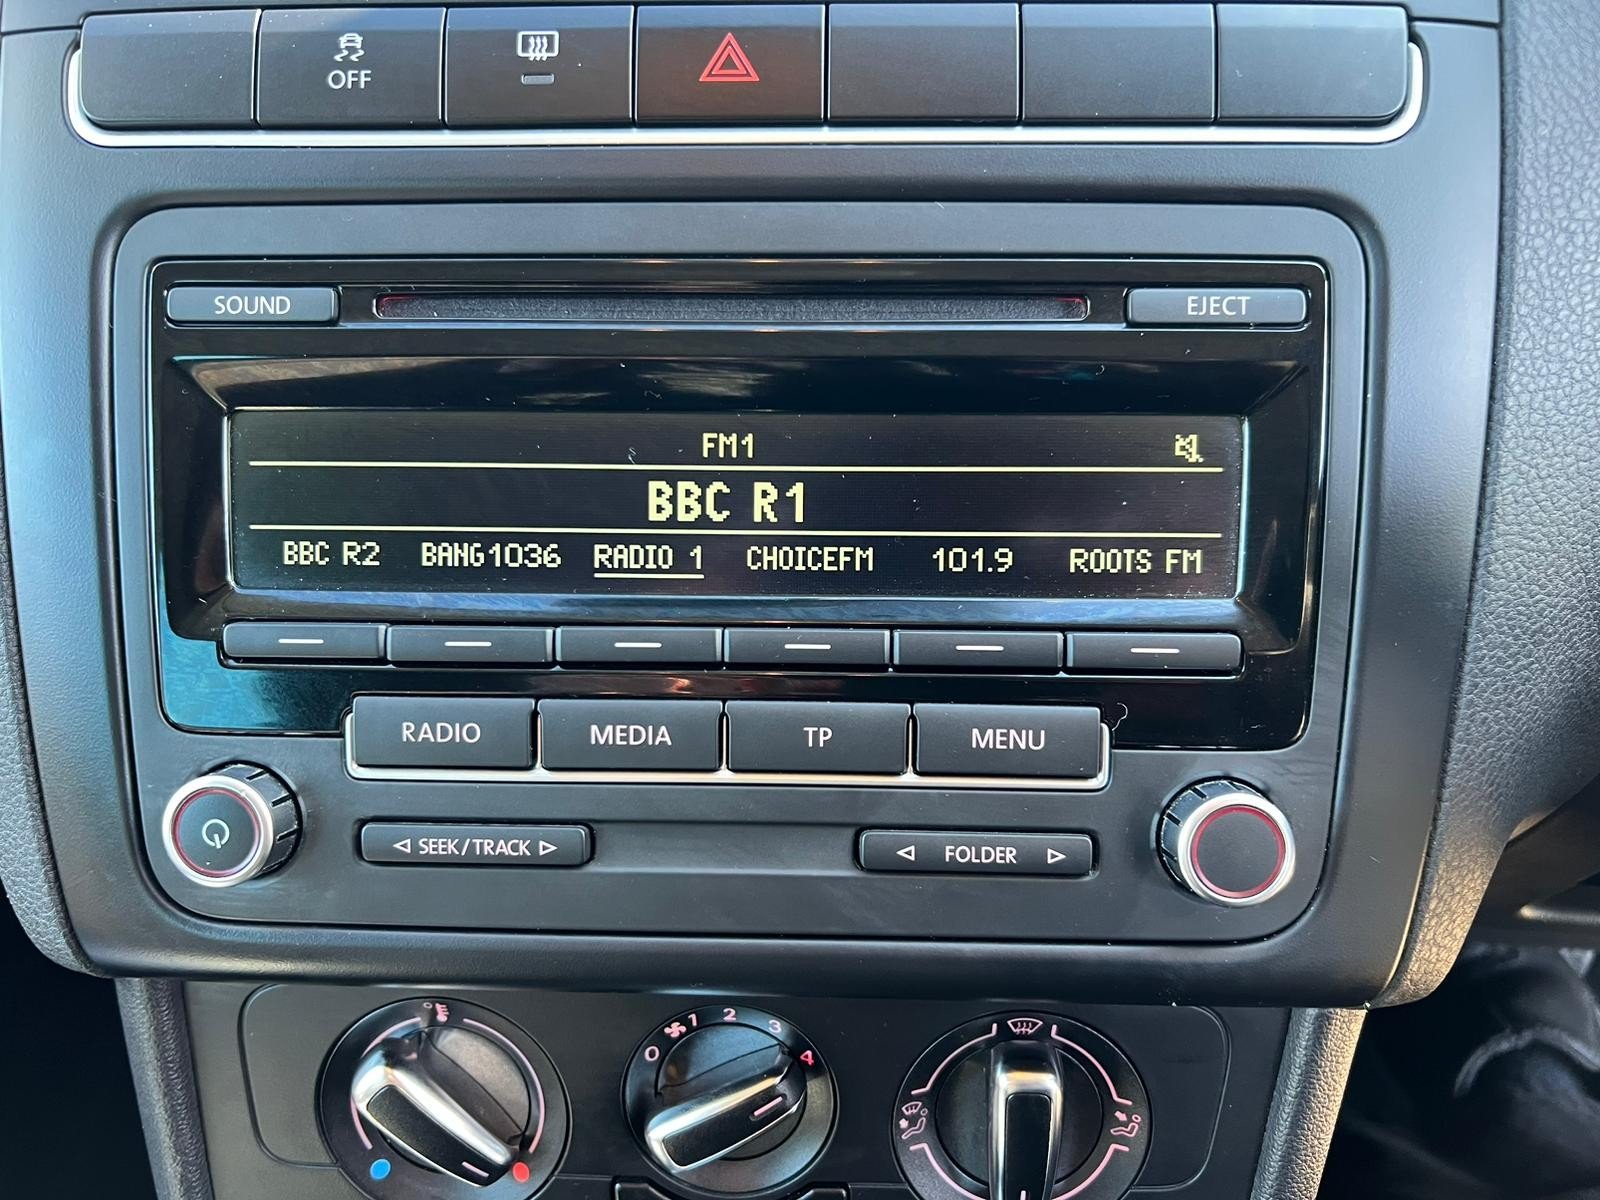 OFF
SOUND
EJECT
FM1
BBC R1
BBC R2 BANG1036 RADIO 1 CHOICEFM 101.9 ROOTS FM
RADIO MEDIA TP MENU
SEEK/TRACK FOLDER
0 1 2 3 4